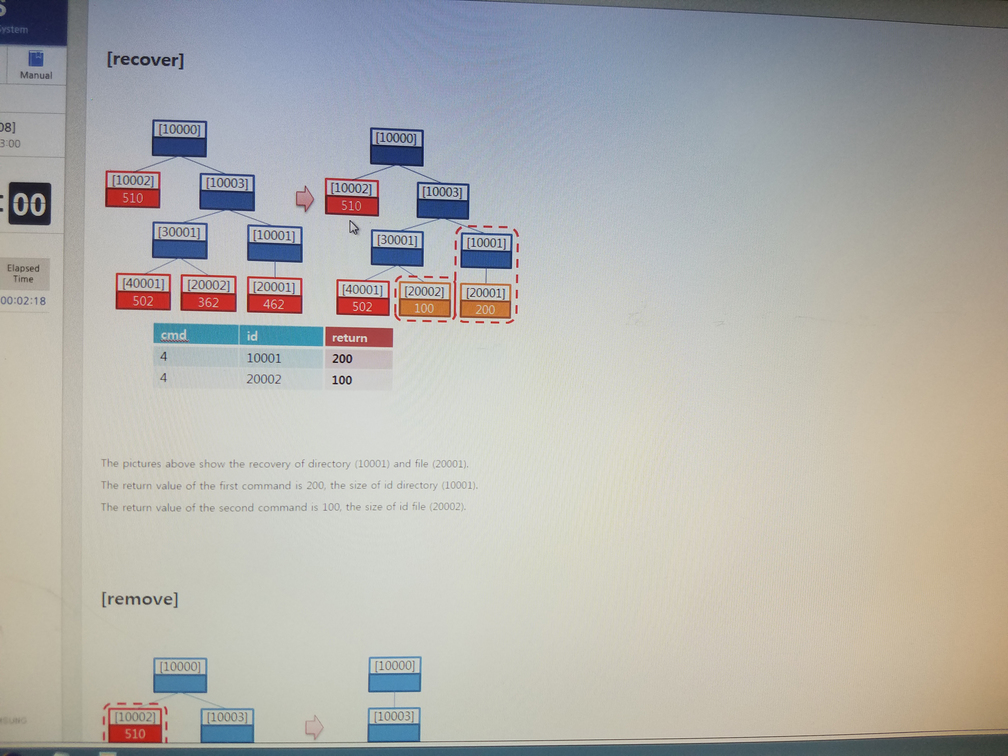 System
Manual
[recover]
08]
3:00
:00
Elapsed
Time
00:02:18
[10000]
[10002]
510
[10003]
[30001]
[10001]
[40001]
502
[20002]
362
[20001]
462
[10000]
[10002]
510
[10003]
[30001]
[10001]
[40001]
502
[20002]
100
[20001]
200
cmd id return
4 10001 200
4 20002 100
The pictures above show the recovery of directory (10001) and file (20001).
The return value of the first command is 200, the size of id directory (10001).
The return value of the second command is 100, the size of id file (20002).
[remove]
[10000]
[10002]
510
[10003]
[10000]
[10003]